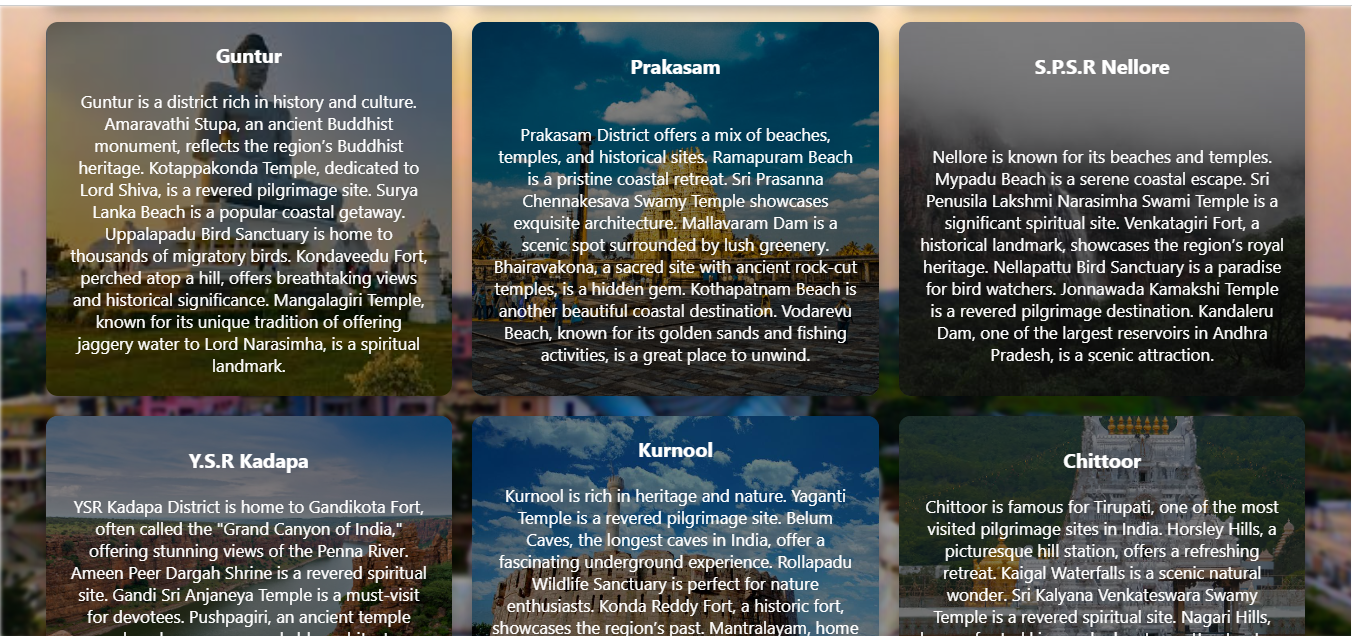 Guntur
Guntur is a district rich in history and culture.
Amaravathi Stupa, an ancient Buddhist
monument, reflects the region’s Buddhist
heritage. Kotappakonda Temple, dedicated to
Lord Shiva, is a revered pilgrimage site. Surya
Lanka Beach is a popular coastal getaway.
Uppalapadu Bird Sanctuary is home to
thousands of migratory birds. Kondaveedu Fort,
perched atop a hill, offers breathtaking views
and historical significance. Mangalagiri Temple,
known for its unique tradition of offering
jaggery water to Lord Narasimha, is a spiritual
landmark.
Prakasam
Prakasam District offers a mix of beaches,
temples, and historical sites. Ramapuram Beach
is a pristine coastal retreat. Sri Prasanna
Chennakesava Swamy Temple showcases
exquisite architecture. Mallavaram Dam is a
scenic spot surrounded by lush greenery.
Bhairavakona, a sacred site with ancient rock-cut
temples, is a hidden gem. Kothapatnam Beach is
another beautiful coastal destination. Vodarevu
Beach, known for its golden sands and fishing
activities, is a great place to unwind.
S.P.S.R Nellore
Nellore is known for its beaches and temples.
Mypadu Beach is a serene coastal escape. Sri
Penusila Lakshmi Narasimha Swami Temple is a
significant spiritual site. Venkatagiri Fort, a
historical landmark, showcases the region’s royal
heritage. Nellapattu Bird Sanctuary is a paradise
for bird watchers. Jonnawada Kamakshi Temple
is a revered pilgrimage destination. Kandaleru
Dam, one of the largest reservoirs in Andhra
Pradesh, is a scenic attraction.
Y.S.R Kadapa
YSR Kadapa District is home to Gandikota Fort,
often called the "Grand Canyon of India,"
offering stunning views of the Penna River.
Ameen Peer Dargah Shrine is a revered spiritual
site. Gandi Sri Anjaneya Temple is a must-visit
for devotees. Pushpagiri, an ancient temple
Kurnool
Kurnool is rich in heritage and nature. Yaganti
Temple is a revered pilgrimage site. Belum
Caves, the longest caves in India, offer a
fascinating underground experience. Rollapadu
Wildlife Sanctuary is perfect for nature
enthusiasts. Konda Reddy Fort, a historic fort,
showcases the region’s past. Mantralayam, home
Chittoor
Chittoor is famous for Tirupati, one of the most
visited pilgrimage sites in India. Horsley Hills, a
picturesque hill station, offers a refreshing
retreat. Kaigal Waterfalls is a scenic natural
wonder. Sri Kalyana Venkateswara Swamy
Temple is a revered spiritual site. Nagari Hills,